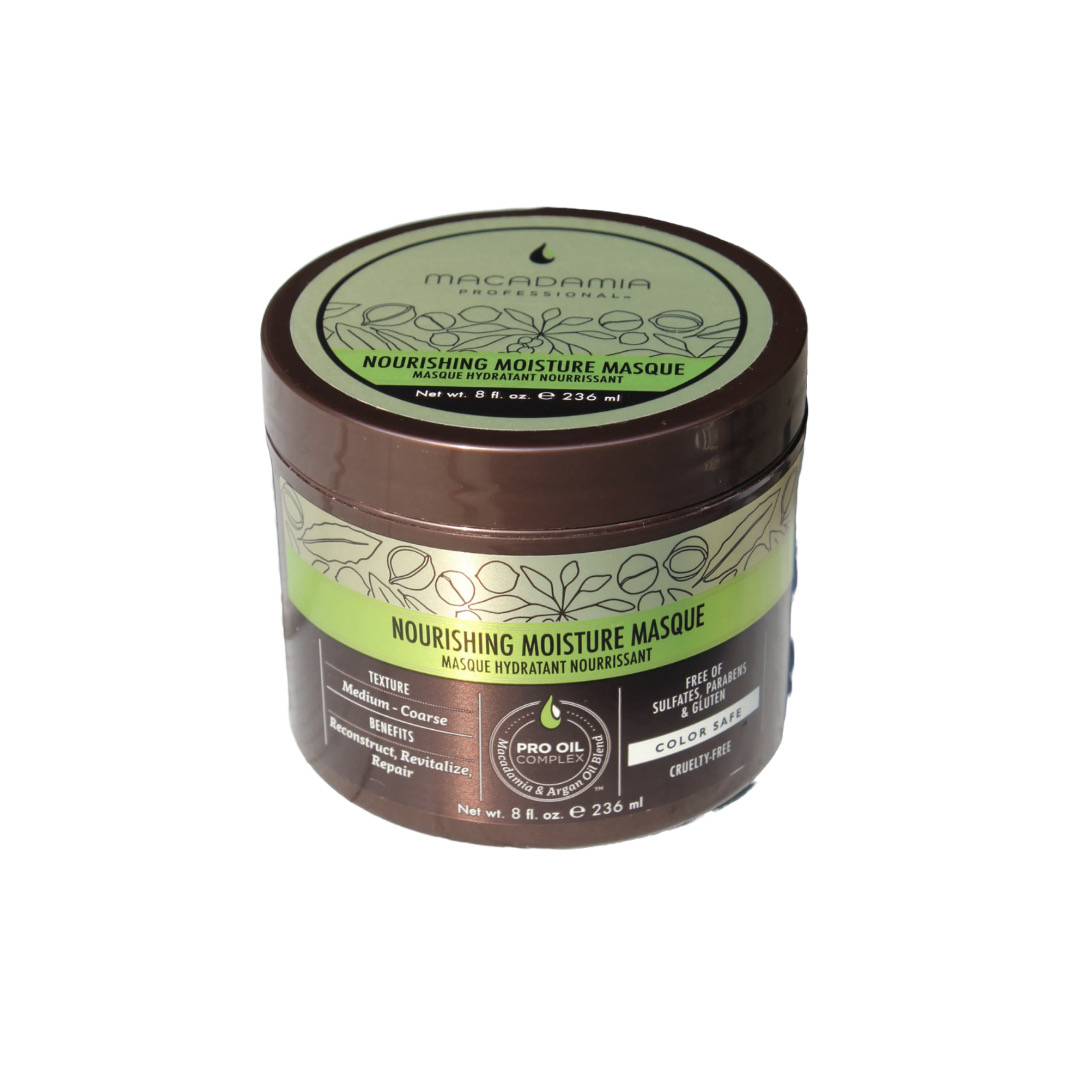 MACADAMIA
PROFESSIONAL™
NOURISHING MOISTURE MASQUE
MASQUE HYDRATANT NOURRISSANT
Net wt. 8 fl. oz. ℮ 236 ml
NOURISHING MOISTURE MASQUE
MASQUE HYDRATANT NOURRISSANT
TEXTURE
Medium - Coarse
BENEFITS
Reconstruct, Revitalize,
Repair
PRO OIL
COMPLEX
Macadamia & Argan Oil Blend™
FREE OF
SULFATES, PARABENS
& GLUTEN
COLOR SAFE
CRUELTY-FREE
Net wt. 8 fl. oz. ℮ 236 ml